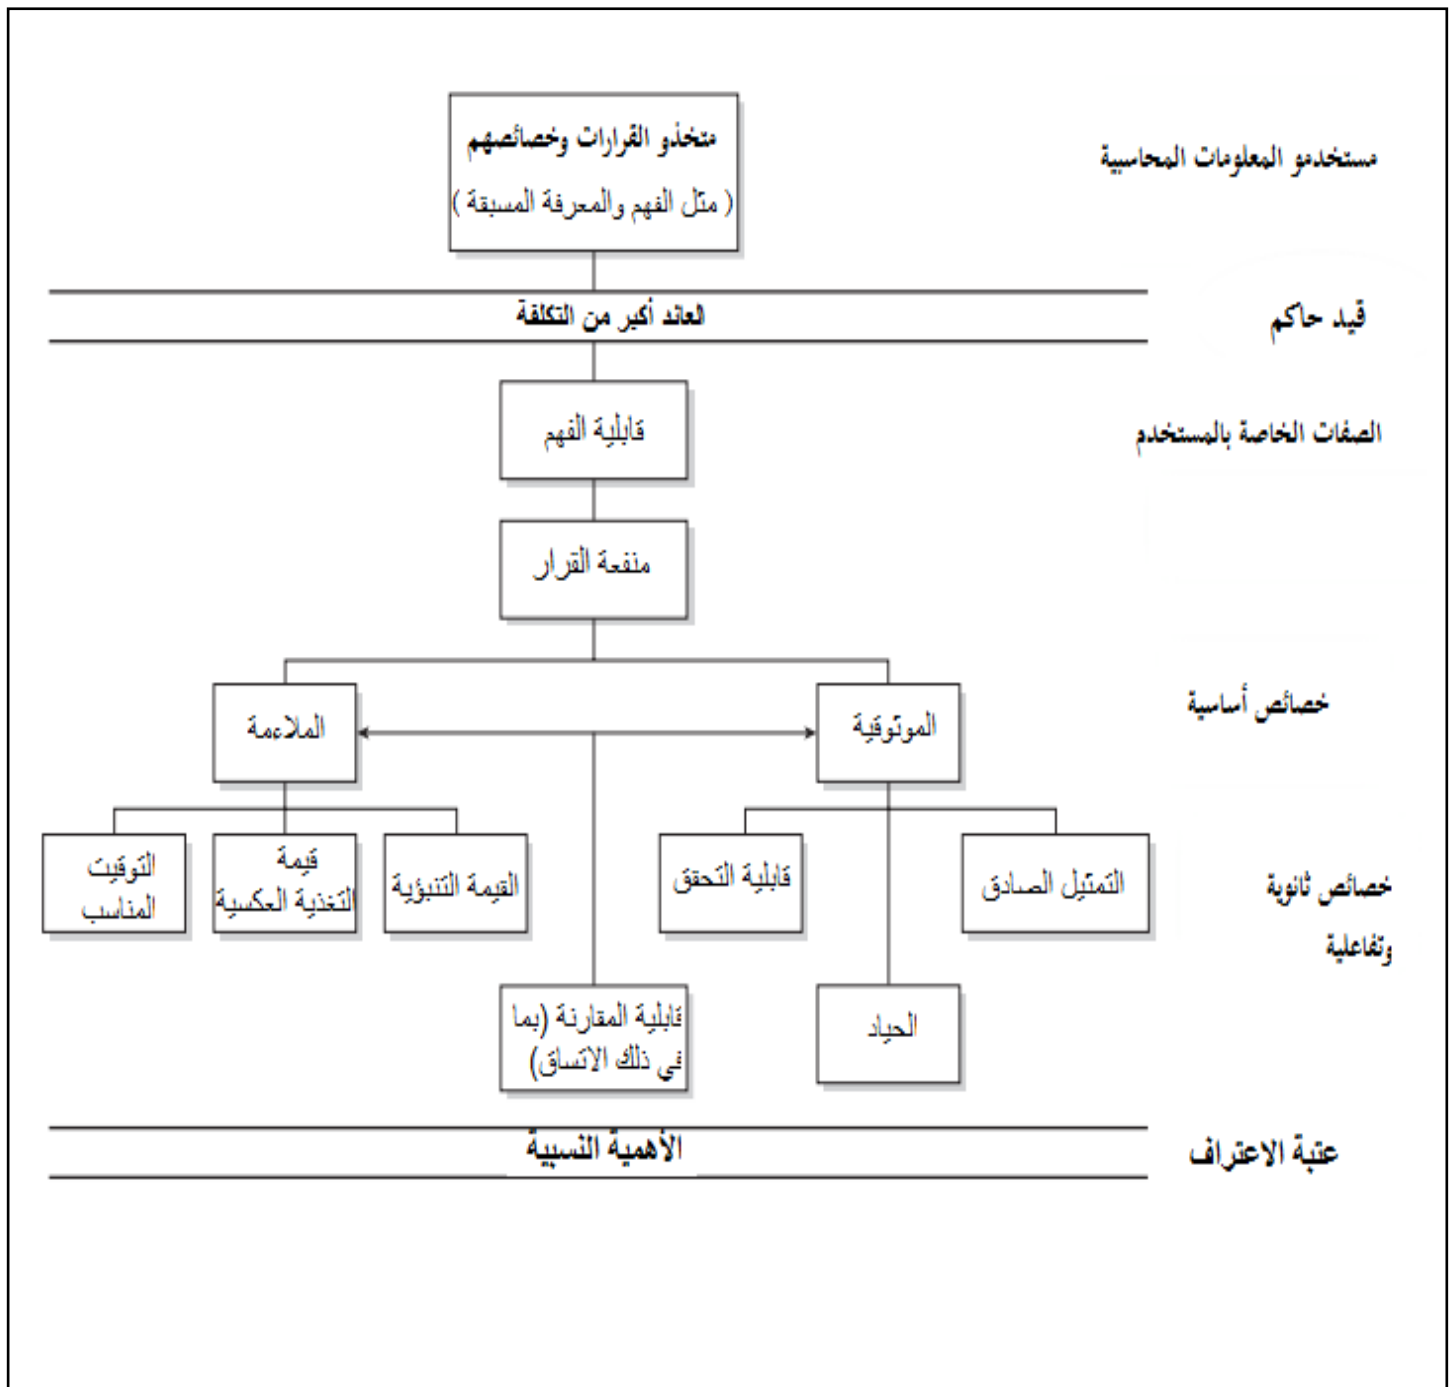 مستخدمو المعلومات المحاسبية
متخذو القرارات وخصائصهم
( مثل الفهم والمعرفة المسبقة )
قيد حاكم
العائد أكبر من التكلفة
الصفات الخاصة بالمستخدم
قابلية الفهم
منفعة القرار
خصائص أساسية
الموثوقية
الملاءمة
خصائص ثانوية
وتفاعلية
التمثيل الصادق
قابلية التحقق
القيمة التنبؤية
قيمة
التغذية العكسية
التوقيت
المناسب
الحياد
قابلية المقارنة (بما
في ذلك الاتساق)
عتبة الاعتراف
الأهمية النسبية